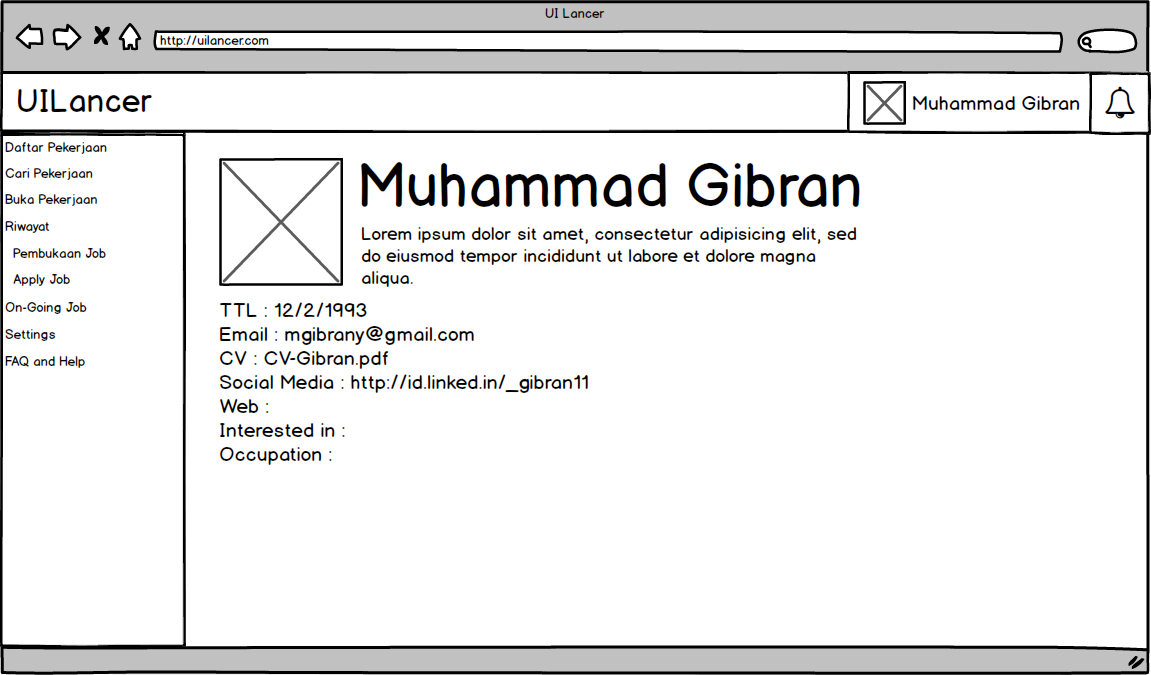 UI Lancer
http://uilancer.com
UILancer
Muhammad Gibran
Daftar Pekerjaan
Cari Pekerjaan
Buka Pekerjaan
Riwayat
Pembukaan Job
Apply Job
On-Going Job
Settings
FAQ and Help
Muhammad Gibran
Lorem ipsum dolor sit amet, consectetur adipisicing elit, sed
do eiusmod tempor incididunt ut labore et dolore magna
aliqua.
TTL : 12/2/1993
Email : mgibrany@gmail.com
CV : CV-Gibran.pdf
Social Media : http://id.linked.in/_gibran11
Web :
Interested in :
Occupation :